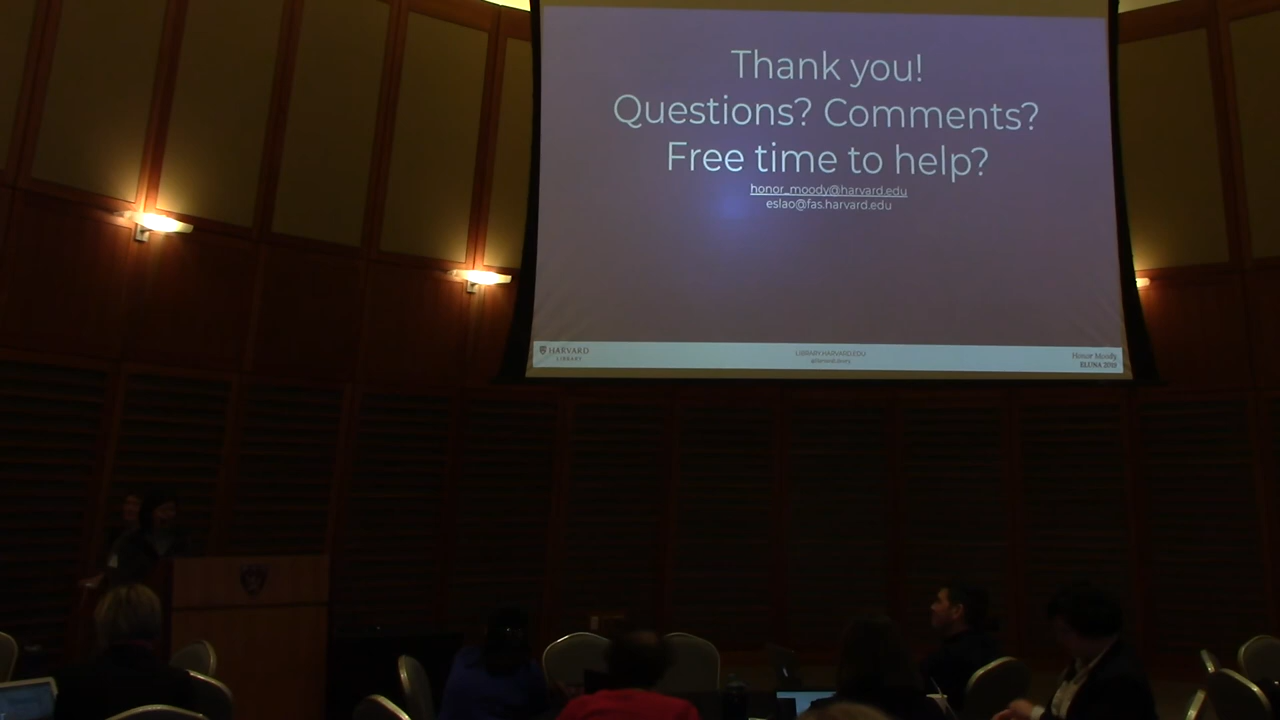 Thank you!
Questions? Comments?
Free time to help?
honor_moody@harvard.edu
eslao@fas.harvard.edu
HARVARD
LIBRARY
LIBRARY.HARVARD.EDU
Honor Moody
ELUNA 2019